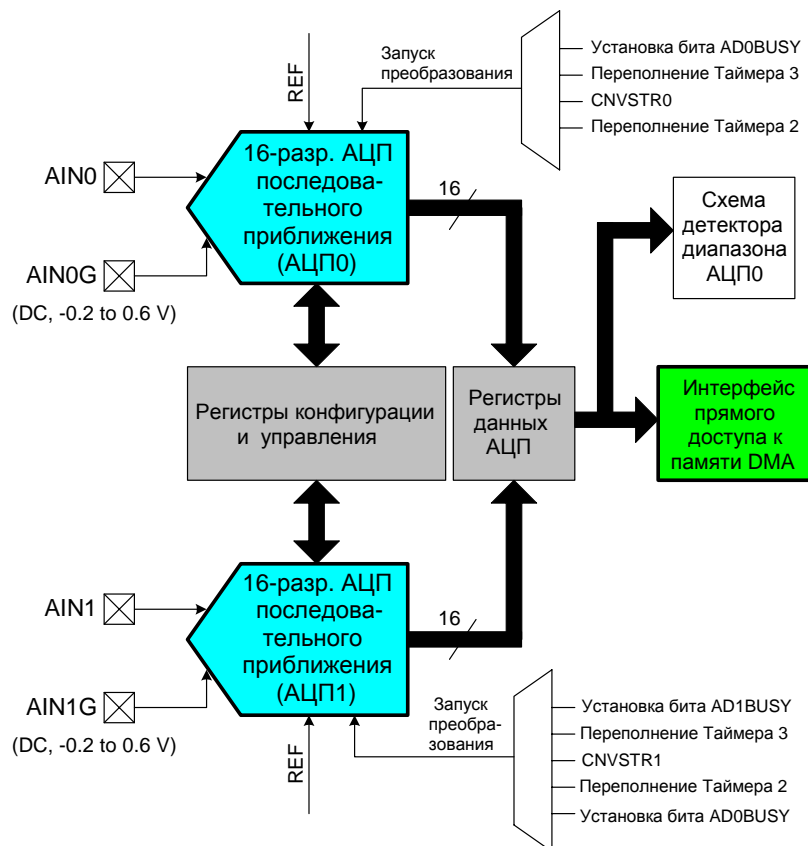 Запуск
преобразования
Установка бита AD0BUSY
Переполнение Таймера 3
CNVSTR0
Переполнение Таймера 2
REF
AIN0
AIN0G
(DC, -0.2 to 0.6 V)
16-разр. АЦП
последова-
тельного
приближения
(АЦП0)
16
Схема
детектора
диапазона
АЦП0
Регистры конфигурации
и управления
Регистры
данных
АЦП
Интерфейс
прямого
доступа к
памяти DMA
AIN1
AIN1G
(DC, -0.2 to 0.6 V)
16-разр. АЦП
последова-
тельного
приближения
(АЦП1)
16
REF
Запуск
преобра-
зования
Установка бита AD1BUSY
Переполнение Таймера 3
CNVSTR1
Переполнение Таймера 2
Установка бита AD0BUSY